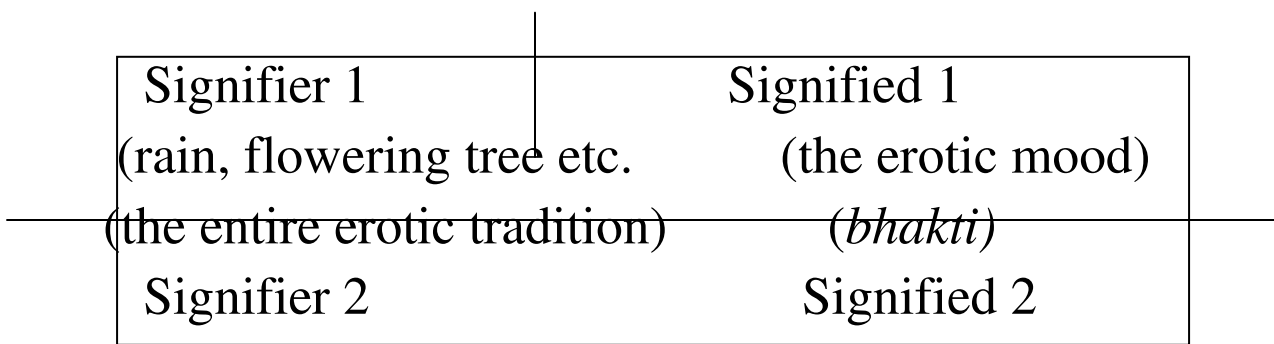 Signifier 1 Signified 1
(rain, flowering tree etc. (the erotic mood)
(the entire erotic tradition) (bhakti)
Signifier 2 Signified 2